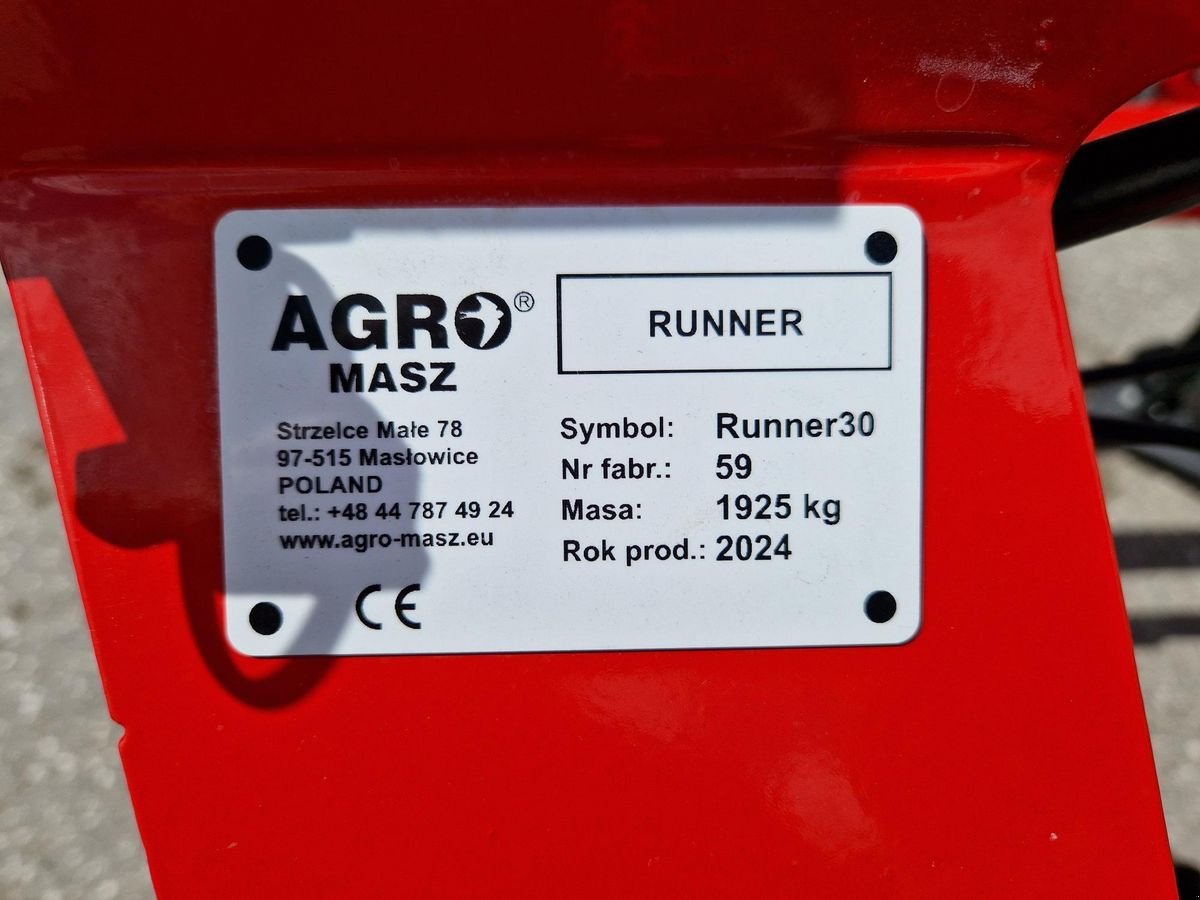 AGRO®
MASZ
Strzelce Małe 78
97-515 Masłowice
POLAND
tel.: +48 44 787 49 24
www.agro-masz.eu
CE
RUNNER
Symbol: Runner30
Nr fabr.: 59
Masa: 1925 kg
Rok prod.: 2024